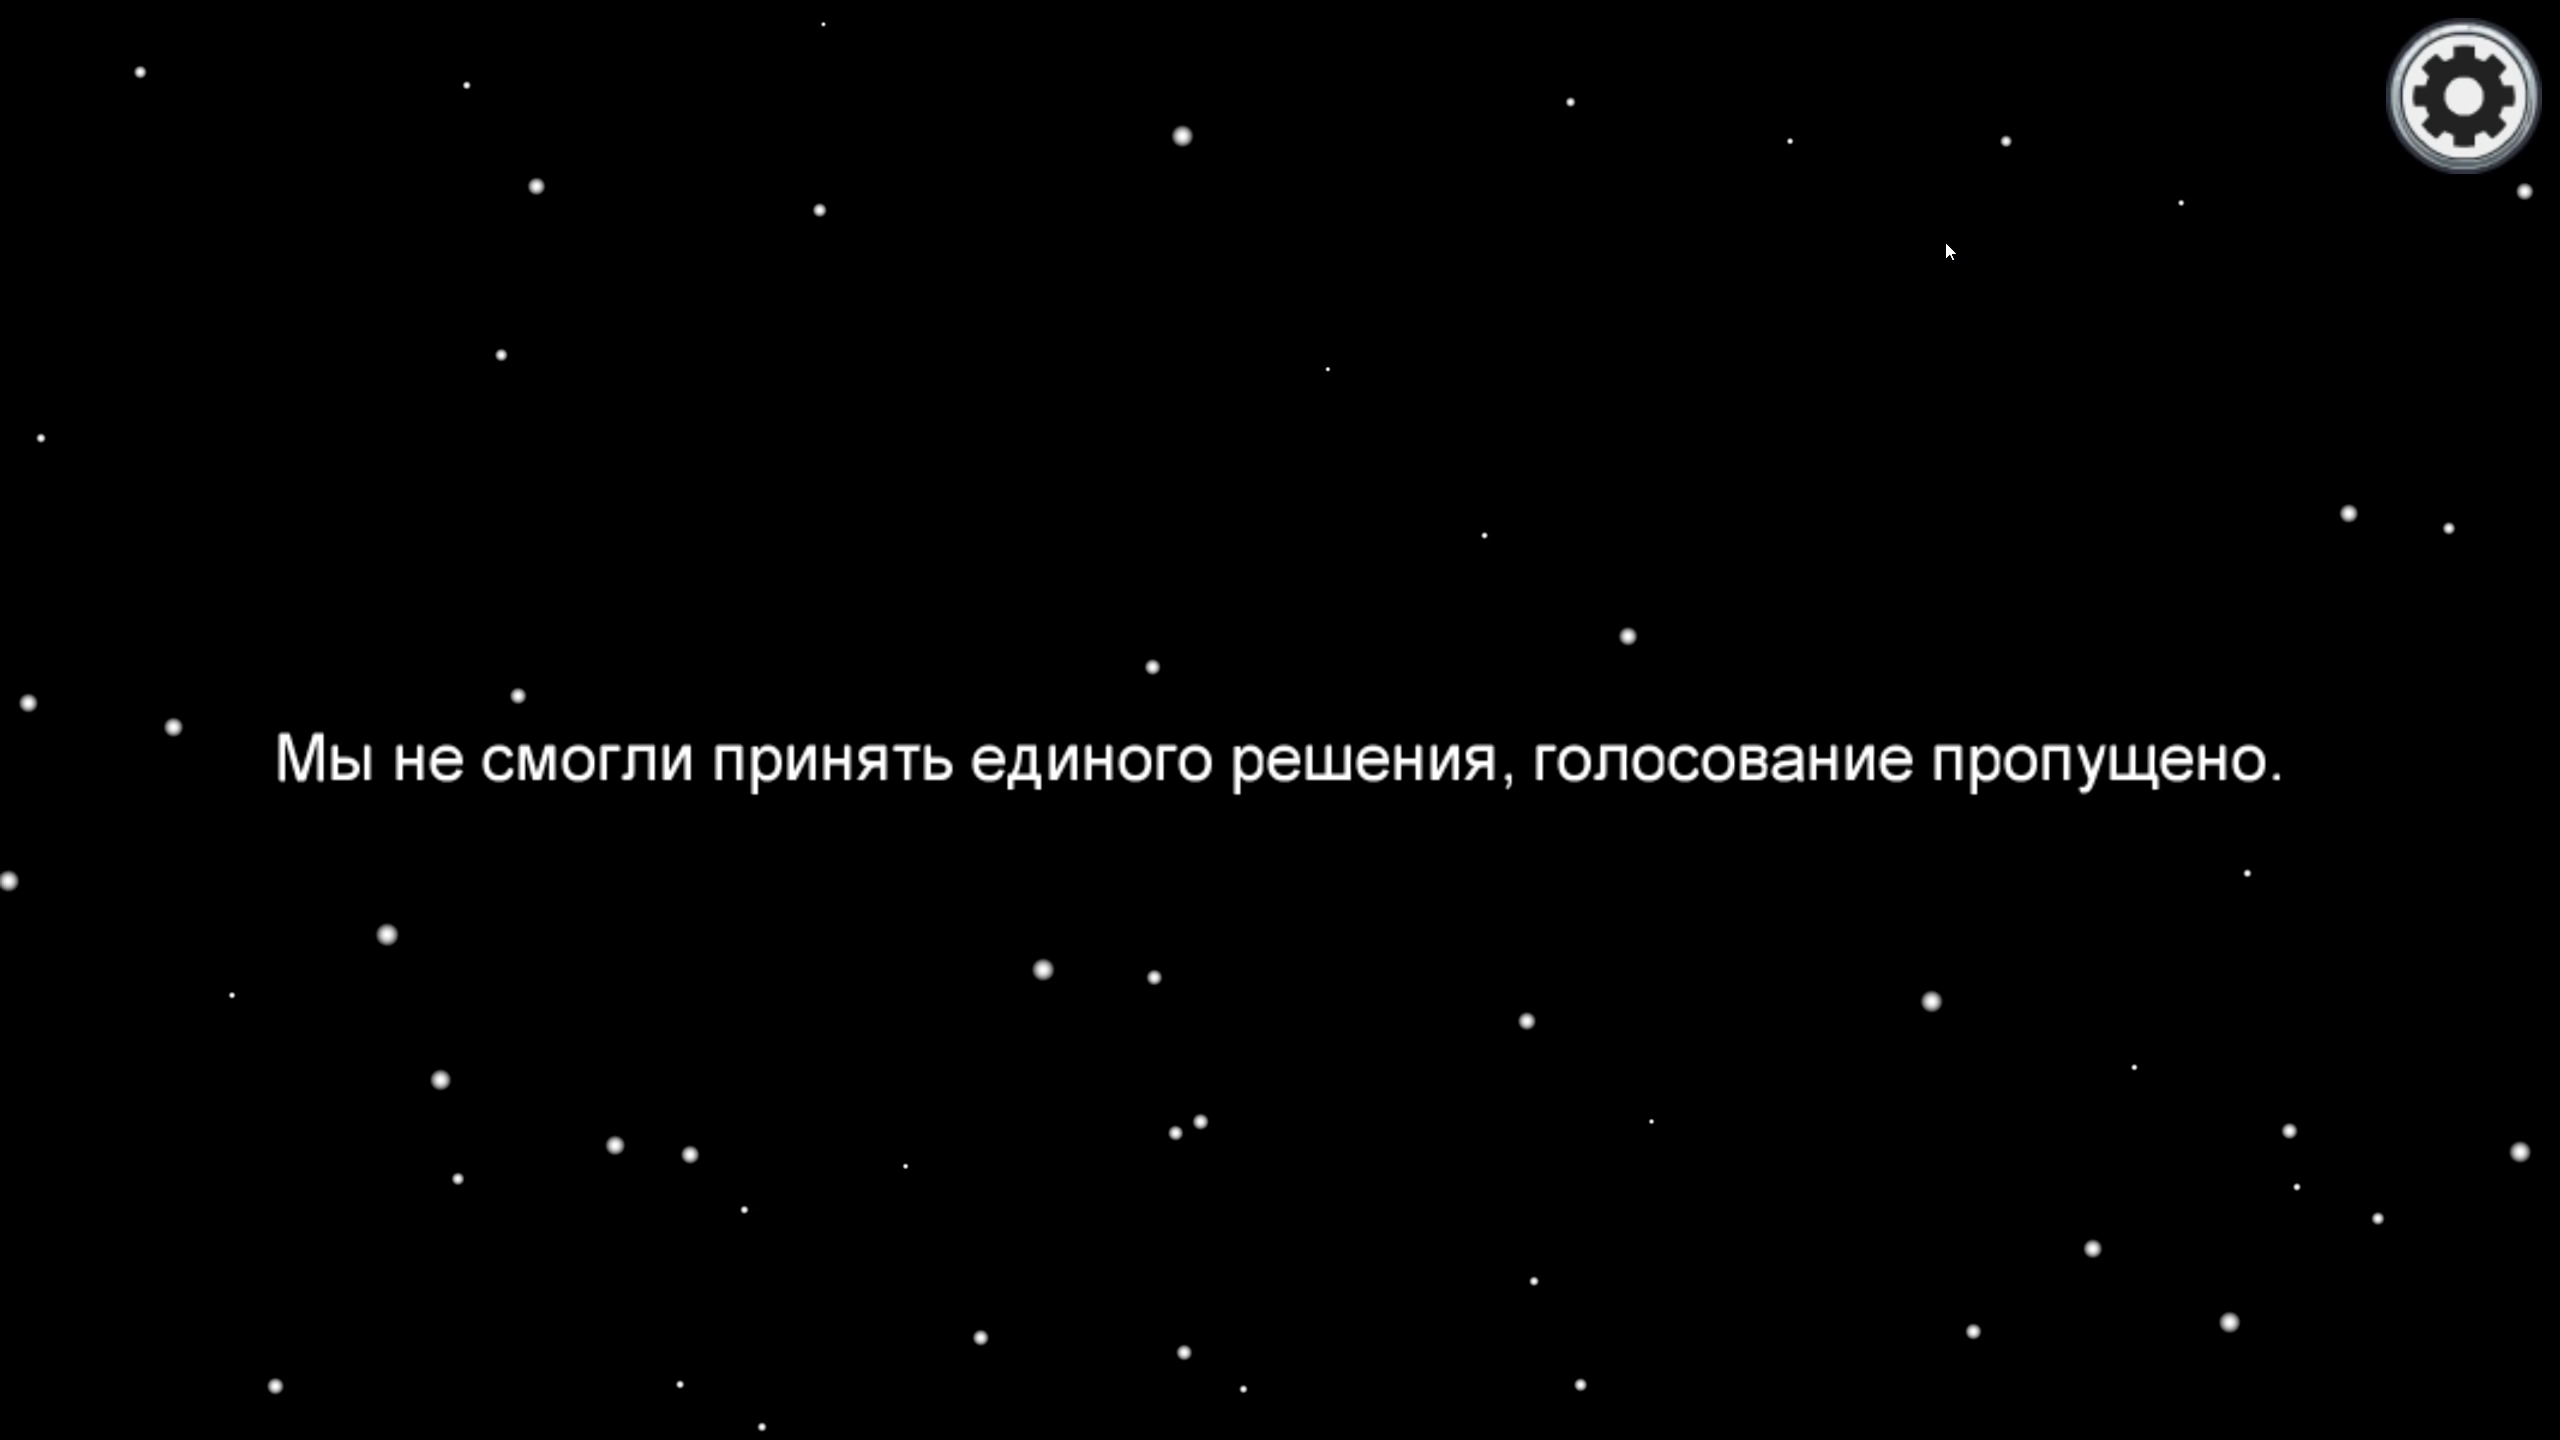 Мы не смогли принять единого решения, голосование пропущено.